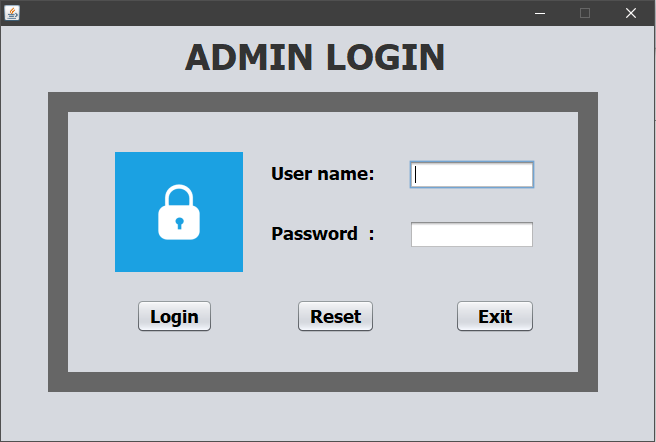 ADMIN LOGIN
User name:
Password :
Login Reset Exit